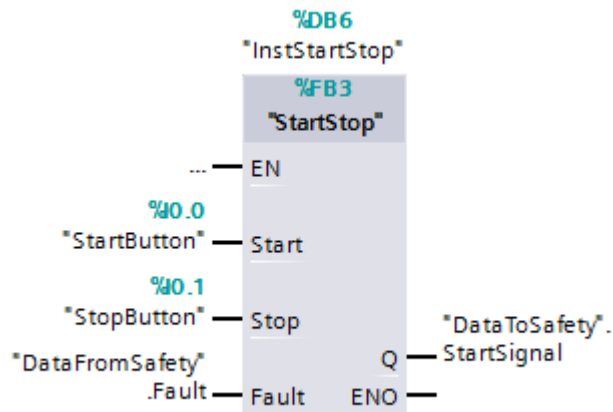 %DB6
"InstStartStop"
%FB3
"StartStop"
... EN
%I0.0
"StartButton" Start
%I0.1
"StopButton" Stop
"DataToSafety".
Q StartSignal
"DataFromSafety"
.Fault Fault ENO